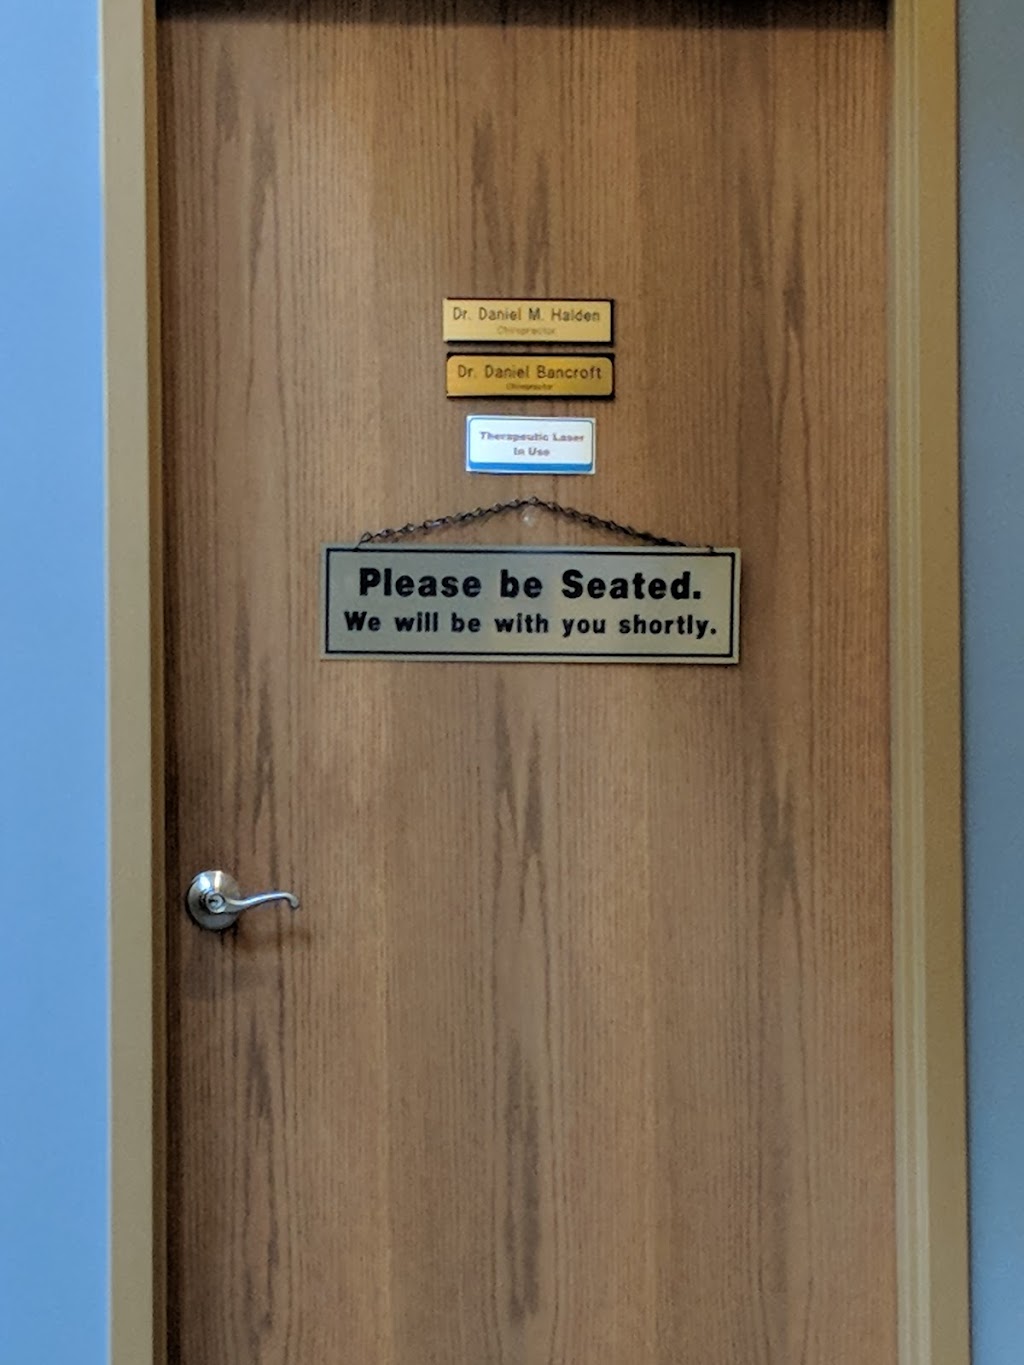 Dr. Daniel M. Halden
Chiropractor
Dr. Daniel Bancroft
Chiropractor
Therapeutic Laser
In Use
Please be Seated.
We will be with you shortly.